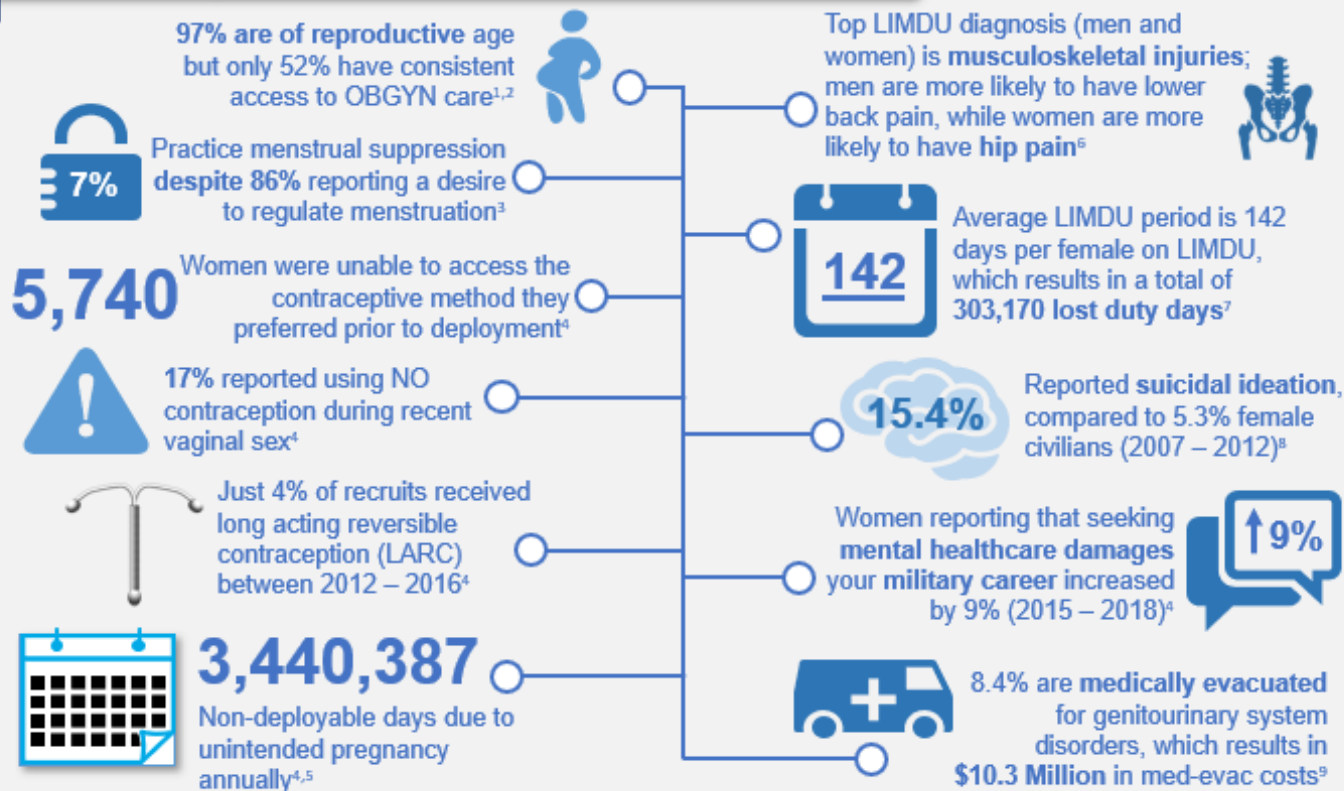 97% are of reproductive age
but only 52% have consistent
access to OBGYN care¹,²
7%
Practice menstrual suppression
despite 86% reporting a desire
to regulate menstruation³
5,740
Women were unable to access the
contraceptive method they
preferred prior to deployment⁴
17% reported using NO
contraception during recent
vaginal sex⁴
Just 4% of recruits received
long acting reversible
contraception (LARC)
between 2012 – 2016⁴
3,440,387
Non-deployable days due to
unintended pregnancy
annually⁴,⁵
Top LIMDU diagnosis (men and
women) is musculoskeletal injuries;
men are more likely to have lower
back pain, while women are more
likely to have hip pain⁶
142
Average LIMDU period is 142
days per female on LIMDU,
which results in a total of
303,170 lost duty days⁷
15.4%
Reported suicidal ideation,
compared to 5.3% female
civilians (2007 – 2012)⁸
Women reporting that seeking
mental healthcare damages
your military career increased
by 9% (2015 – 2018)⁴
9%
8.4% are medically evacuated
for genitourinary system
disorders, which results in
$10.3 Million in med-evac costs⁹